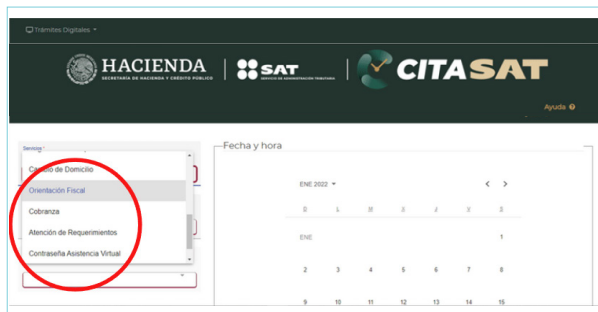 Trámites Digitales
HACIENDA
SECRETARÍA DE HACIENDA Y CRÉDITO PÚBLICO
SAT
SERVICIO DE ADMINISTRACIÓN TRIBUTARIA
CITASAT
Ayuda
Servicios *
de Domicilio
Orientación Fiscal
Cobranza
Atención de Requerimientos
Contraseña Asistencia Virtual
Fecha y hora
ENE 2022
D L M X J V S
ENE 1
2 3 4 5 6 7 8
9 10 11 12 13 14 15